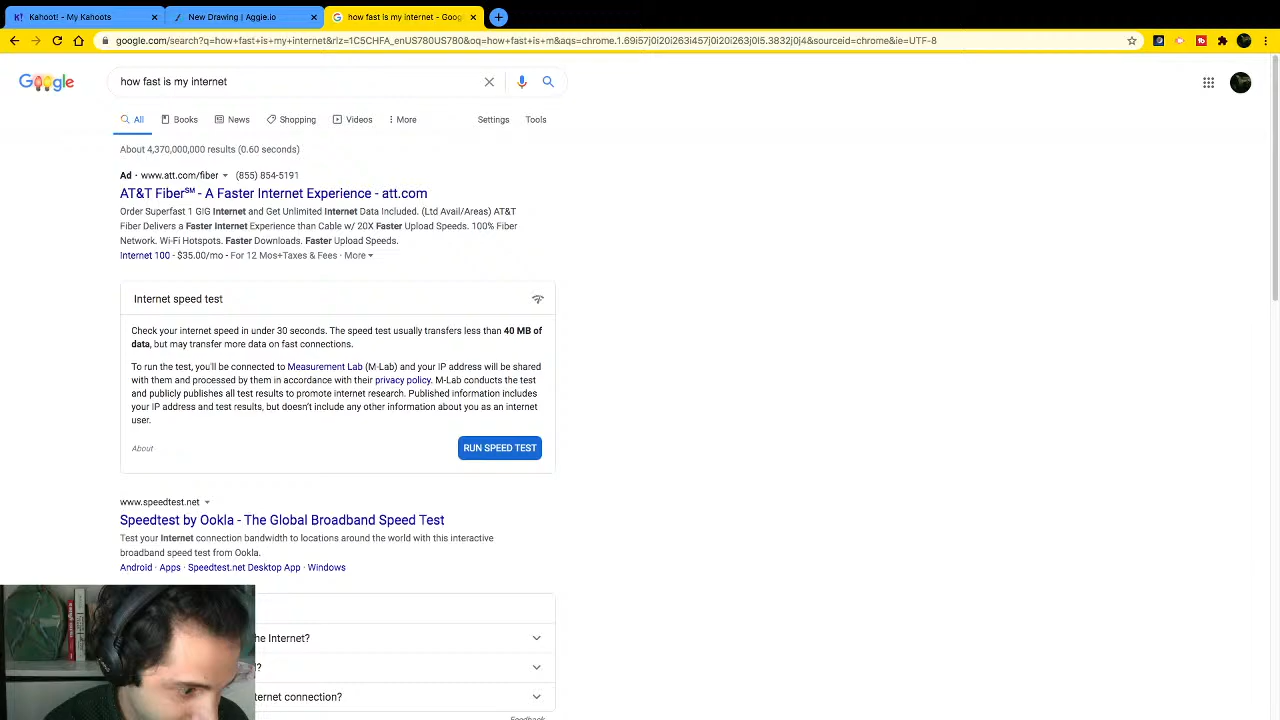 Kahoot! - My Kahoots
New Drawing | Aggie.io
how fast is my internet - Goog
google.com/search?q=how+fast+is+my+internet&rlz=1C5CHFA_enUS780US780&oq=how+fast+is+m&aqs=chrome.1.69i57j0i20i263i457j0i20i263j0l5.3832j0j4&sourceid=chrome&ie=UTF-8
Google
how fast is my internet
All Books News Shopping Videos More Settings Tools
About 4,370,000,000 results (0.60 seconds)
Ad · www.att.com/fiber (855) 854-5191
AT&T Fiber℠ - A Faster Internet Experience - att.com
Order Superfast 1 GIG Internet and Get Unlimited Internet Data Included. (Ltd Avail/Areas) AT&T
Fiber Delivers a Faster Internet Experience than Cable w/ 20X Faster Upload Speeds. 100% Fiber
Network. Wi-Fi Hotspots. Faster Downloads. Faster Upload Speeds.
Internet 100 - $35.00/mo - For 12 Mos+Taxes & Fees · More
Internet speed test
Check your internet speed in under 30 seconds. The speed test usually transfers less than 40 MB of
data, but may transfer more data on fast connections.
To run the test, you'll be connected to Measurement Lab (M-Lab) and your IP address will be shared
with them and processed by them in accordance with their privacy policy. M-Lab conducts the test
and publicly publishes all test results to promote internet research. Published information includes
your IP address and test results, but doesn't include any other information about you as an internet
user.
About
RUN SPEED TEST
www.speedtest.net
Speedtest by Ookla - The Global Broadband Speed Test
Test your Internet connection bandwidth to locations around the world with this interactive
broadband speed test from Ookla.
Android · Apps · Speedtest.net Desktop App · Windows
he Internet?
?
ternet connection?
Feedback